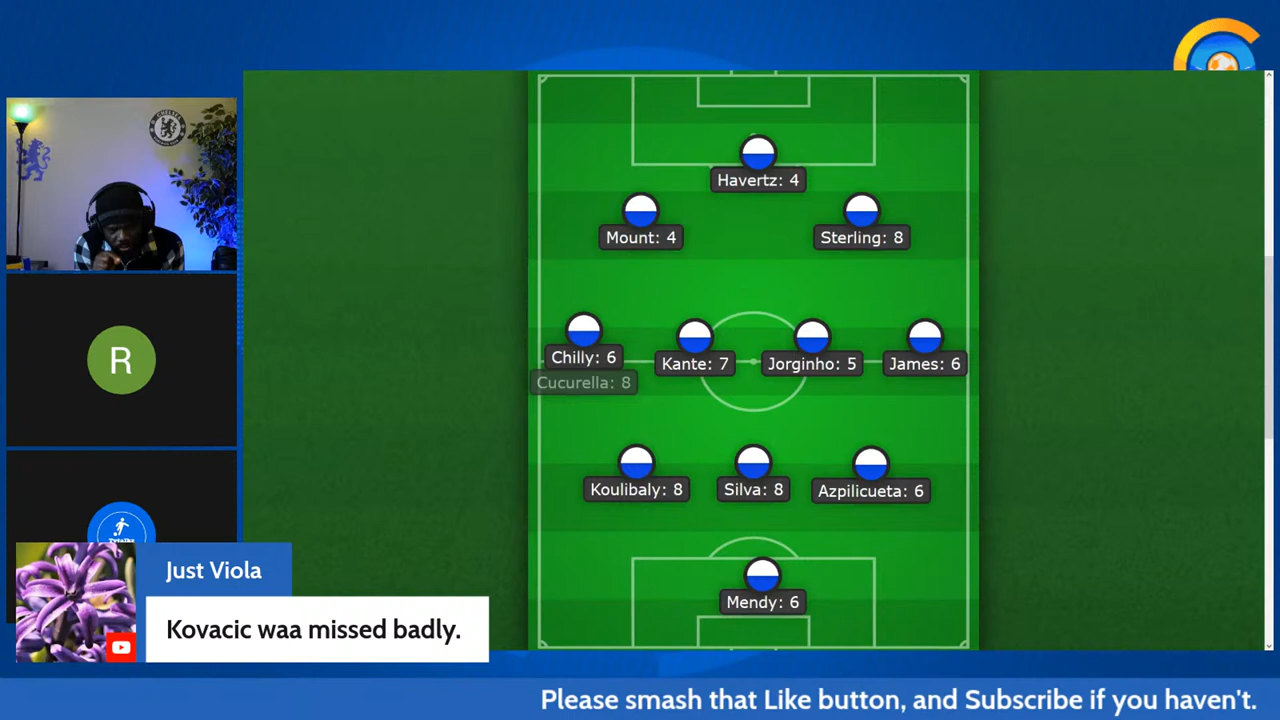 Havertz: 4
Mount: 4
Sterling: 8
Chilly: 6
Kante: 7
Jorginho: 5
James: 6
Cucurella: 8
Koulibaly: 8
Silva: 8
Azpilicueta: 6
Mendy: 6
R
Just Viola
Kovacic waa missed badly.
Please smash that Like button, and Subscribe if you haven't.